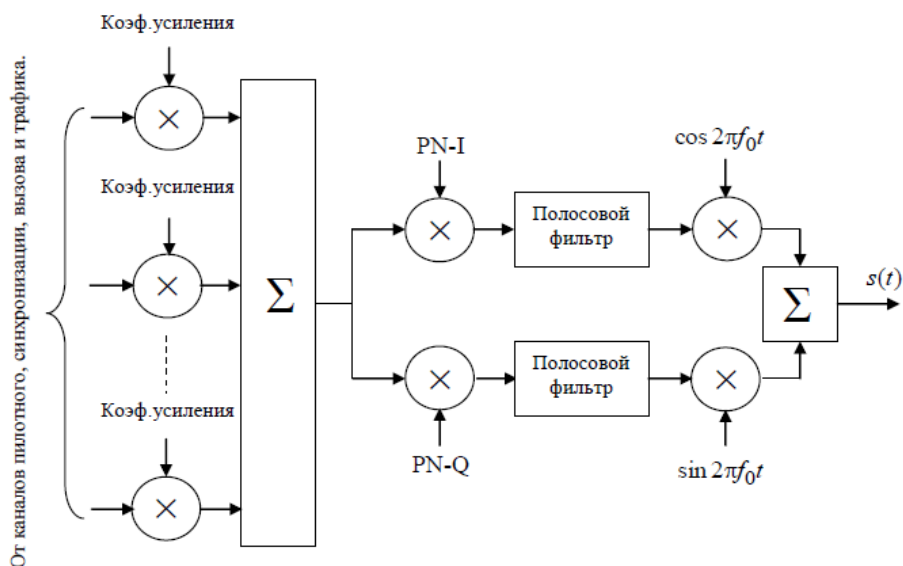 От каналов пилотного, синхронизации, вызова и трафика.
Коэф.усиления
×
Коэф.усиления
×
Коэф.усиления
×
Σ
PN-I
×
Полосовой
фильтр
cos 2πf₀t
×
PN-Q
×
Полосовой
фильтр
sin 2πf₀t
×
Σ
s(t)